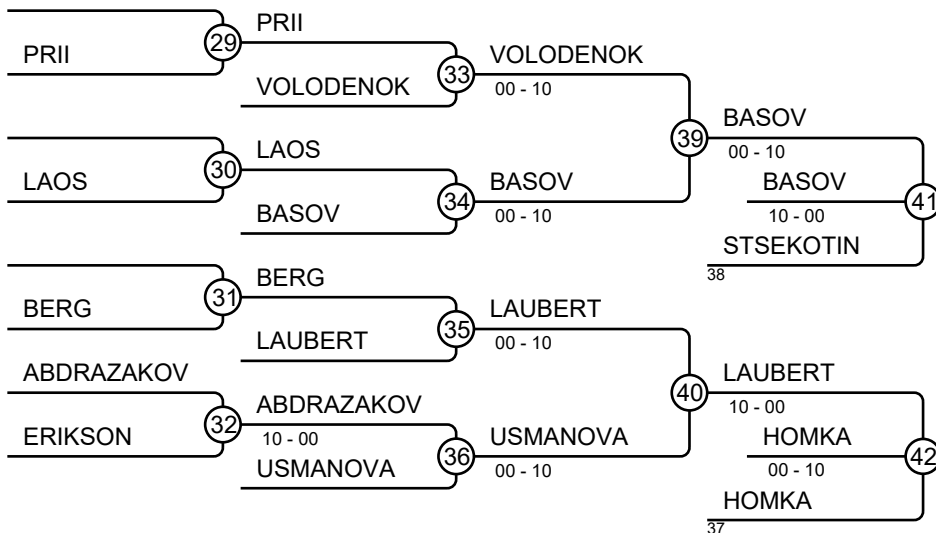 PRII
29
PRII
VOLODENOK
33
VOLODENOK
00 - 10
LAOS
30
LAOS
BASOV
34
BASOV
00 - 10
39
BASOV
00 - 10
BASOV
10 - 00
STSEKOTIN
38
41
BERG
31
BERG
LAUBERT
35
LAUBERT
00 - 10
ABDRAZAKOV
ERIKSON
32
ABDRAZAKOV
10 - 00
USMANOVA
36
USMANOVA
00 - 10
40
LAUBERT
10 - 00
HOMKA
00 - 10
HOMKA
37
42